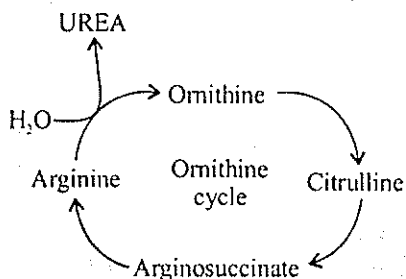 UREA
Ornithine
H₂O
Arginine
Ornithine
cycle
Citrulline
Arginosuccinate